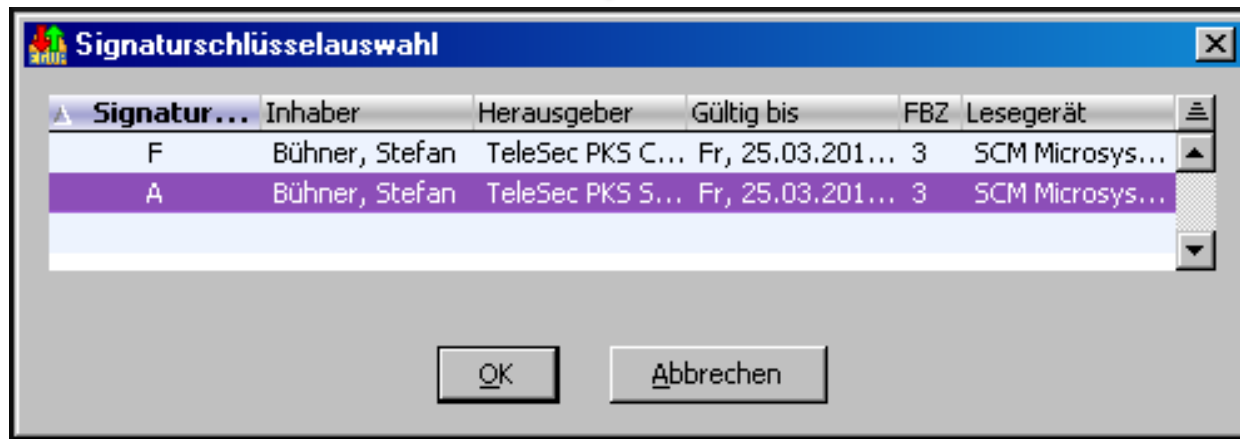 Signaturschlüsselauswahl
Signatur... Inhaber Herausgeber Gültig bis FBZ Lesegerät
F Bühner, Stefan TeleSec PKS C... Fr, 25.03.201... 3 SCM Microsys...
A Bühner, Stefan TeleSec PKS S... Fr, 25.03.201... 3 SCM Microsys...
OK Abbrechen